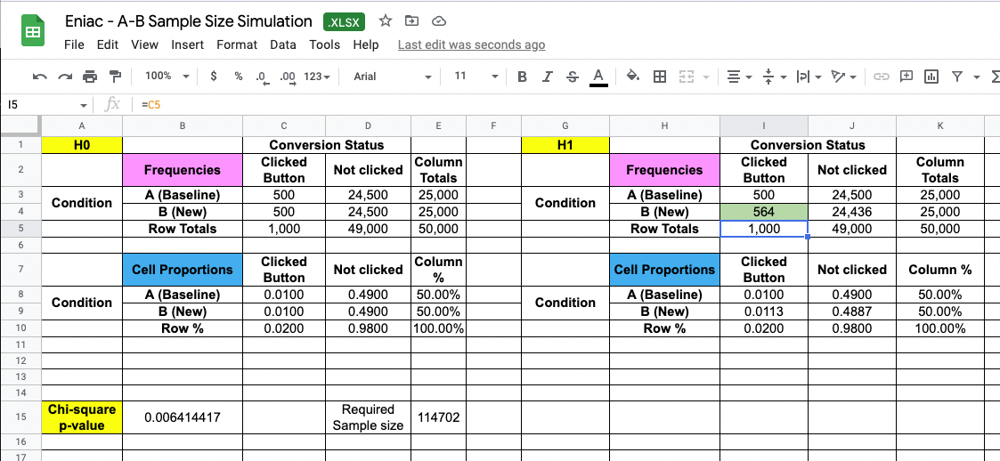 Eniac - A-B Sample Size Simulation .XLSX
File Edit View Insert Format Data Tools Help Last edit was seconds ago
100% $ % .0 .00 123 Arial 11 B I S A
I5 fx =C5
A B C D E F G H I J K
1 H0 Conversion Status H1 Conversion Status
2 Frequencies Clicked Button Not clicked Column Totals Frequencies Clicked Button Not clicked Column Totals
Condition Condition
3 A (Baseline) 500 24,500 25,000 A (Baseline) 500 24,500 25,000
4 B (New) 500 24,500 25,000 B (New) 564 24,436 25,000
5 Row Totals 1,000 49,000 50,000 Row Totals 1,000 49,000 50,000
6
7 Cell Proportions Clicked Button Not clicked Column % Cell Proportions Clicked Button Not clicked Column %
Condition Condition
8 A (Baseline) 0.0100 0.4900 50.00% A (Baseline) 0.0100 0.4900 50.00%
9 B (New) 0.0100 0.4900 50.00% B (New) 0.0113 0.4887 50.00%
10 Row % 0.0200 0.9800 100.00% Row % 0.0200 0.9800 100.00%
11
12
13
14
15 Chi-square p-value 0.006414417 Required Sample size 114702
16
17